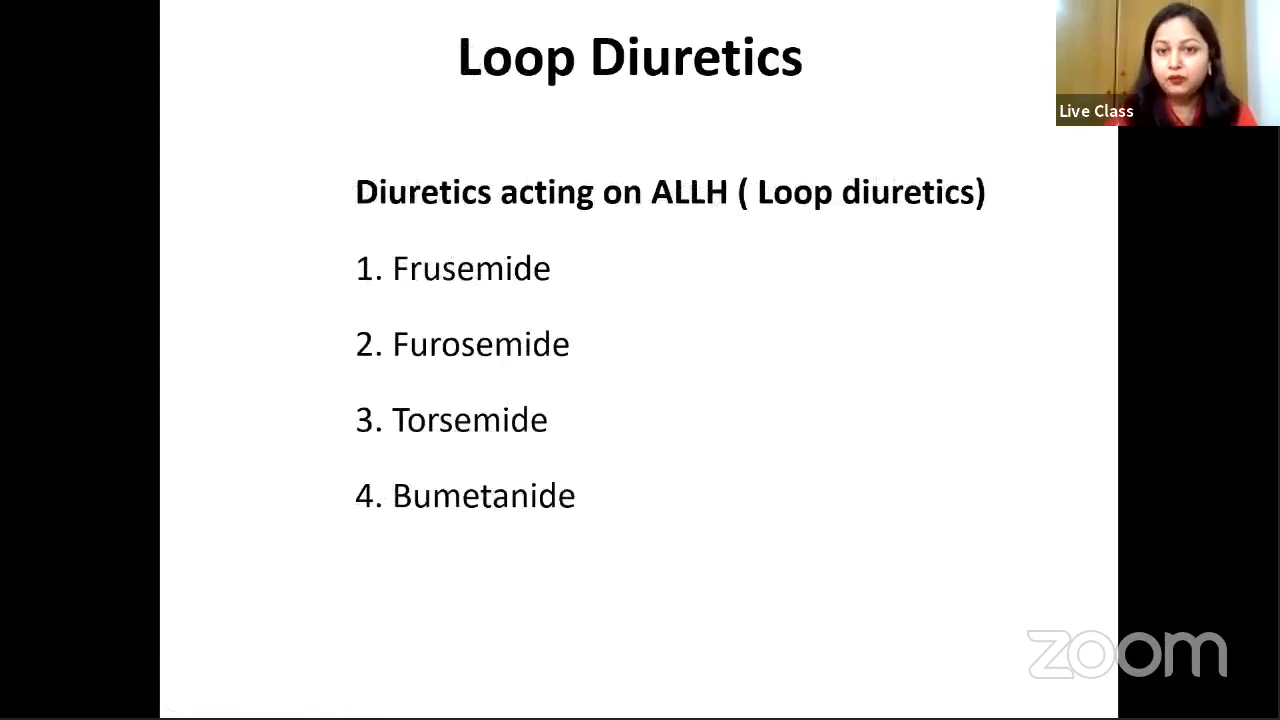 Loop Diuretics
Live Class
Diuretics acting on ALLH ( Loop diuretics)
1. Frusemide
2. Furosemide
3. Torsemide
4. Bumetanide
zoom